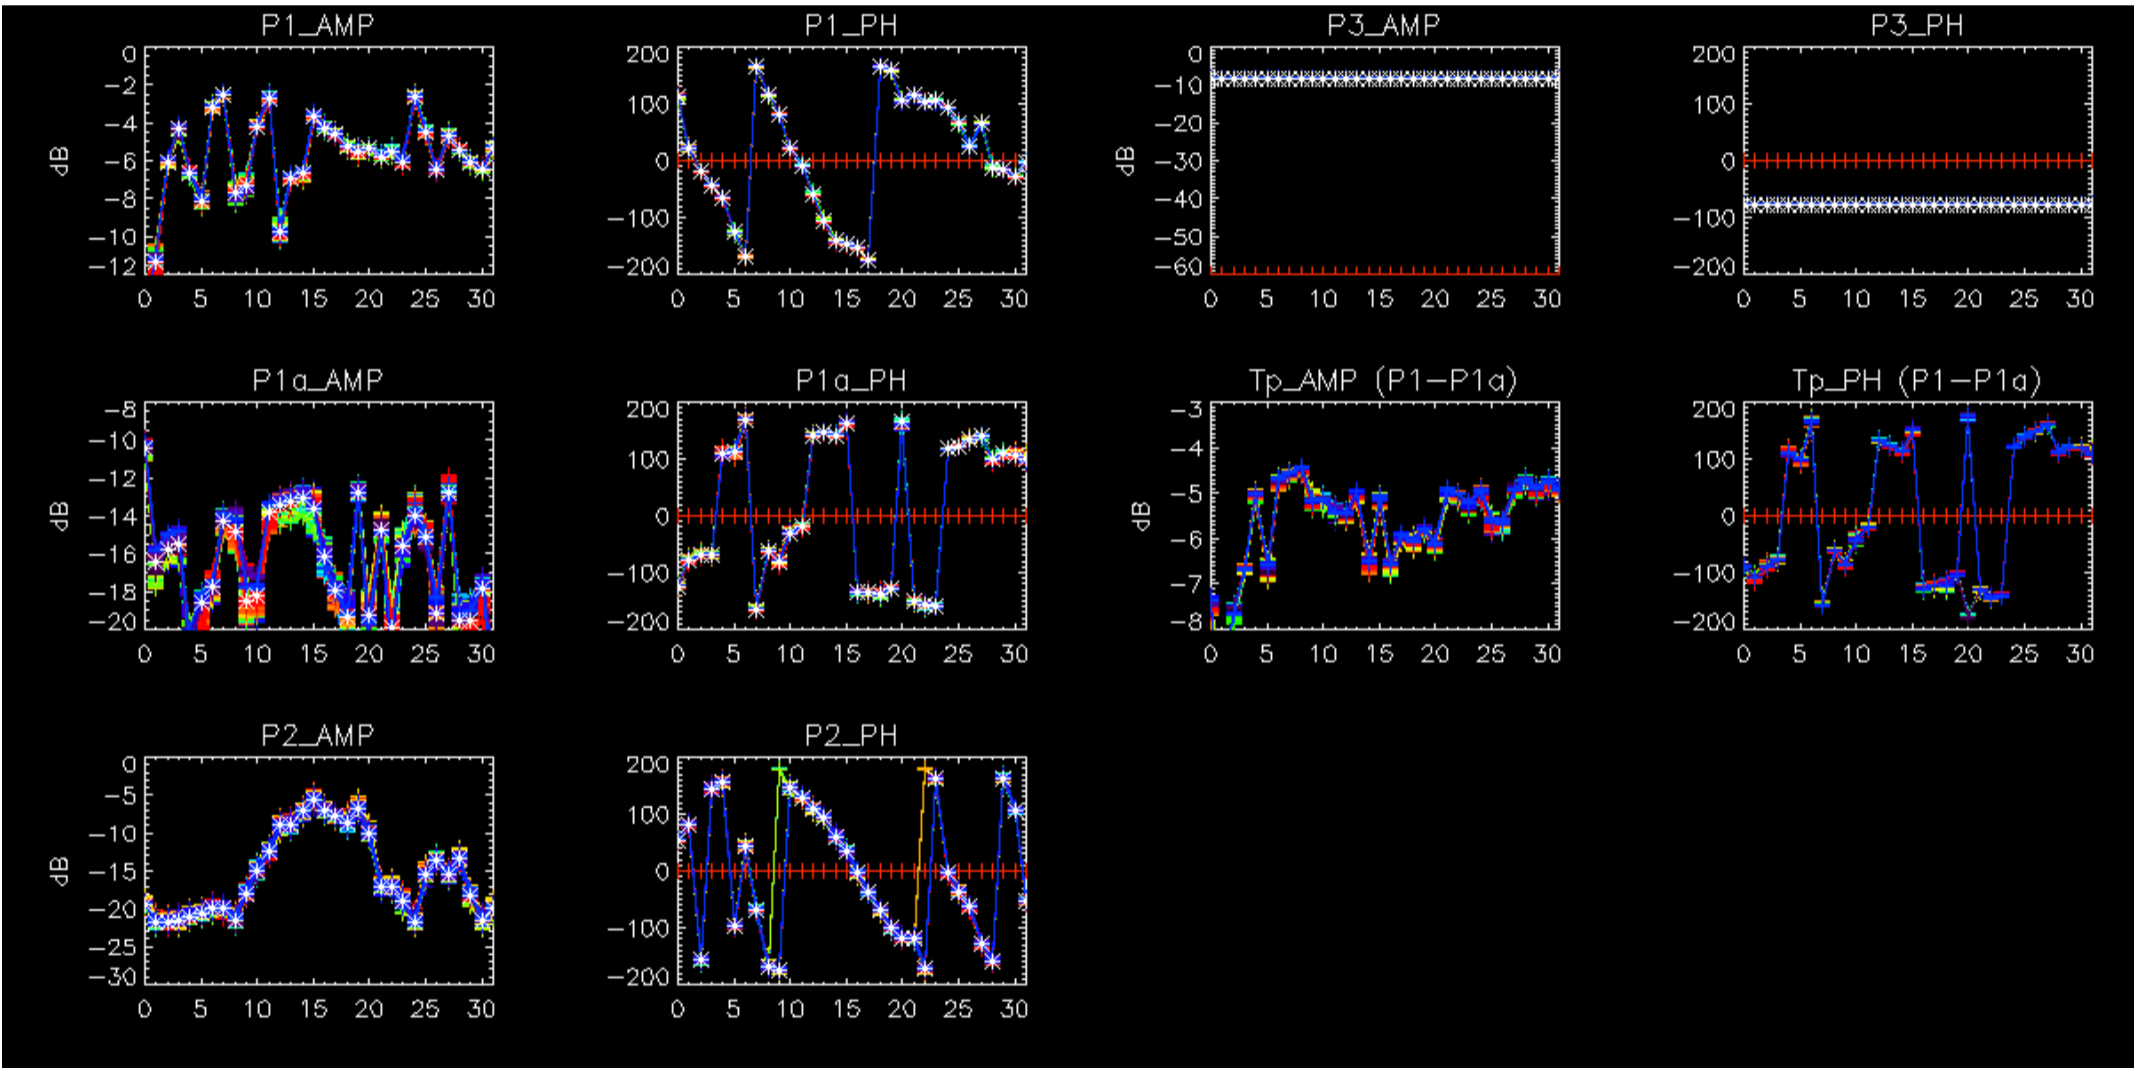 P1_AMP P1_PH P3_AMP P3_PH
0 200 0 200
−2 100 −10 100
−4 0 −20 0
−6 −100 −30 −100
−8 −200 −40 −200
−10 −50
−12 −60
dB dB
0 5 10 15 20 25 30 0 5 10 15 20 25 30 0 5 10 15 20 25 30 0 5 10 15 20 25 30
P1a_AMP P1a_PH Tp_AMP (P1−P1a) Tp_PH (P1−P1a)
−8 200 −3 200
−10 100 −4 100
−12 0 −5 0
−14 −100 −6 −100
−16 −200 −7 −200
−18 −8
−20
dB dB
0 5 10 15 20 25 30 0 5 10 15 20 25 30 0 5 10 15 20 25 30 0 5 10 15 20 25 30
P2_AMP P2_PH
0 200
−5 100
−10 0
−15 −100
−20 −200
−25
−30
dB
0 5 10 15 20 25 30 0 5 10 15 20 25 30